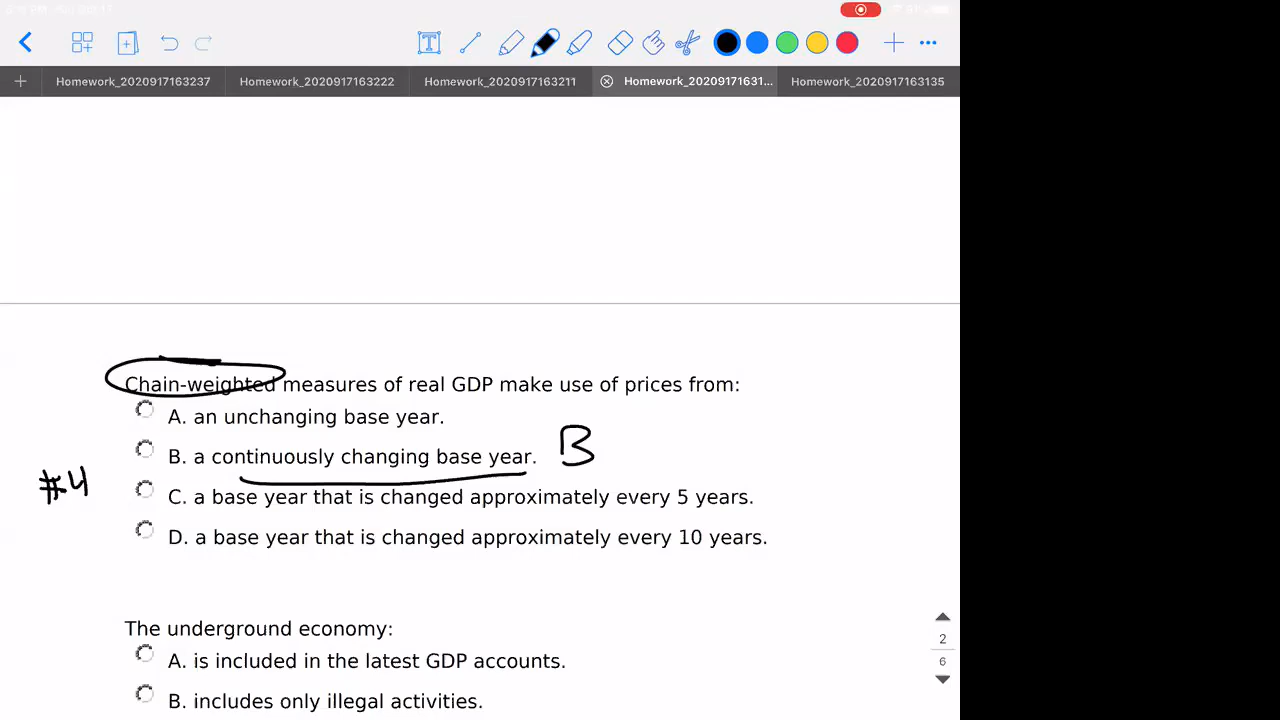 Homework_2020917163237
Homework_2020917163222
Homework_2020917163211
Homework_20209171631...
Homework_2020917163135
Chain-weighted measures of real GDP make use of prices from:
A. an unchanging base year.
B. a continuously changing base year. B
#4
C. a base year that is changed approximately every 5 years.
D. a base year that is changed approximately every 10 years.
The underground economy:
2
6
A. is included in the latest GDP accounts.
B. includes only illegal activities.